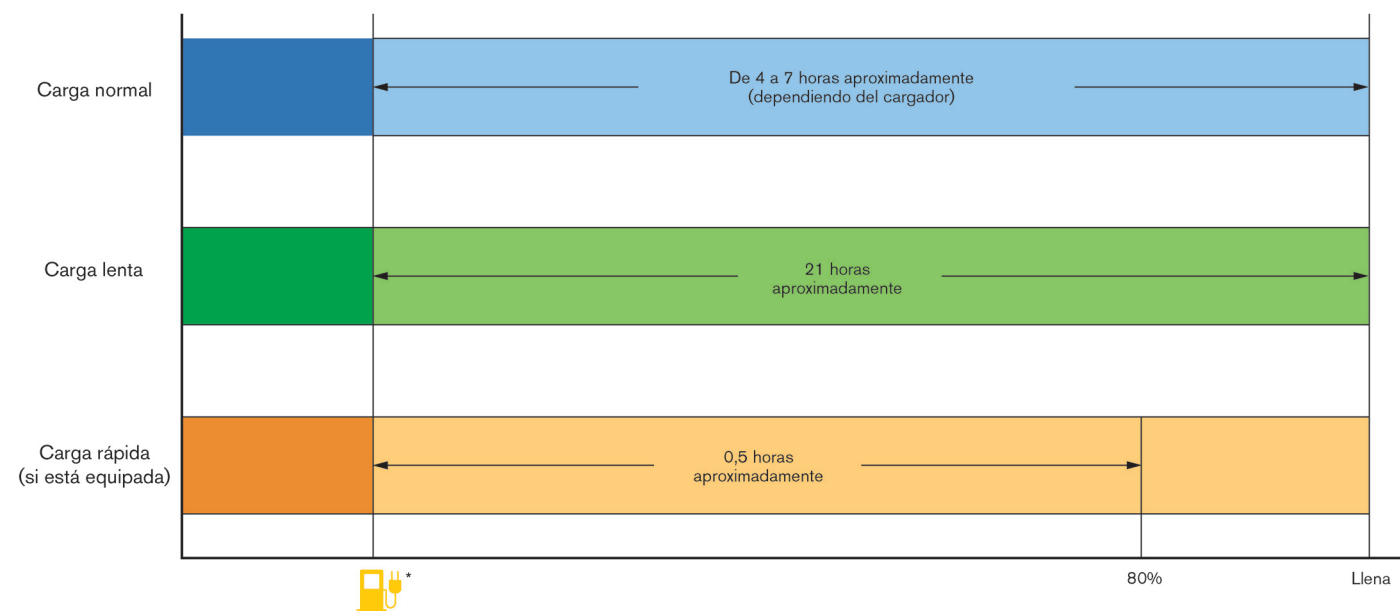 Carga normal
De 4 a 7 horas aproximadamente
(dependiendo del cargador)
Carga lenta
21 horas
aproximadamente
Carga rápida
(si está equipada)
0,5 horas
aproximadamente
*
80%
Llena